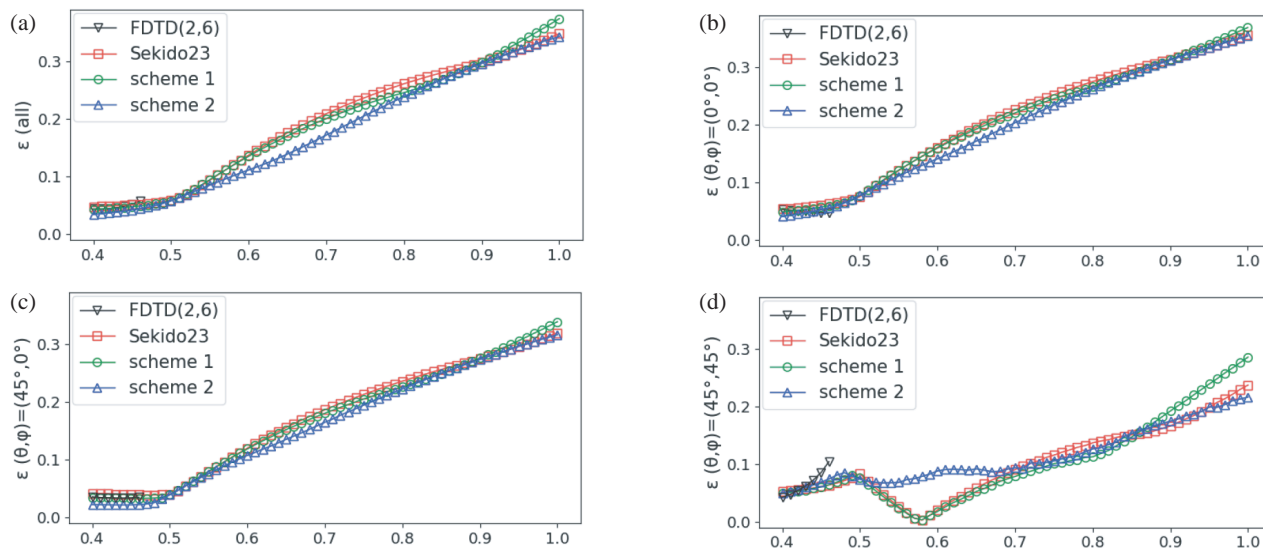 (a)
FDTD(2,6)
Sekido23
scheme 1
scheme 2
ε (all)
0.3
0.2
0.1
0.0
0.4 0.5 0.6 0.7 0.8 0.9 1.0
(b)
FDTD(2,6)
Sekido23
scheme 1
scheme 2
ε (θ,φ)=(0°,0°)
0.3
0.2
0.1
0.0
0.4 0.5 0.6 0.7 0.8 0.9 1.0
(c)
FDTD(2,6)
Sekido23
scheme 1
scheme 2
ε (θ,φ)=(45°,0°)
0.3
0.2
0.1
0.0
0.4 0.5 0.6 0.7 0.8 0.9 1.0
(d)
FDTD(2,6)
Sekido23
scheme 1
scheme 2
ε (θ,φ)=(45°,45°)
0.3
0.2
0.1
0.0
0.4 0.5 0.6 0.7 0.8 0.9 1.0